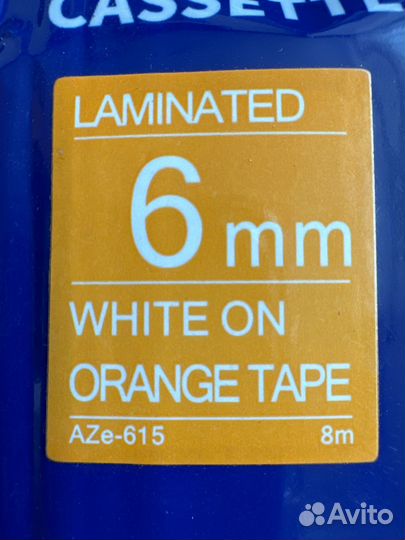 CASSETTE
LAMINATED
6 mm
WHITE ON
ORANGE TAPE
AZe-615 8m
Avito